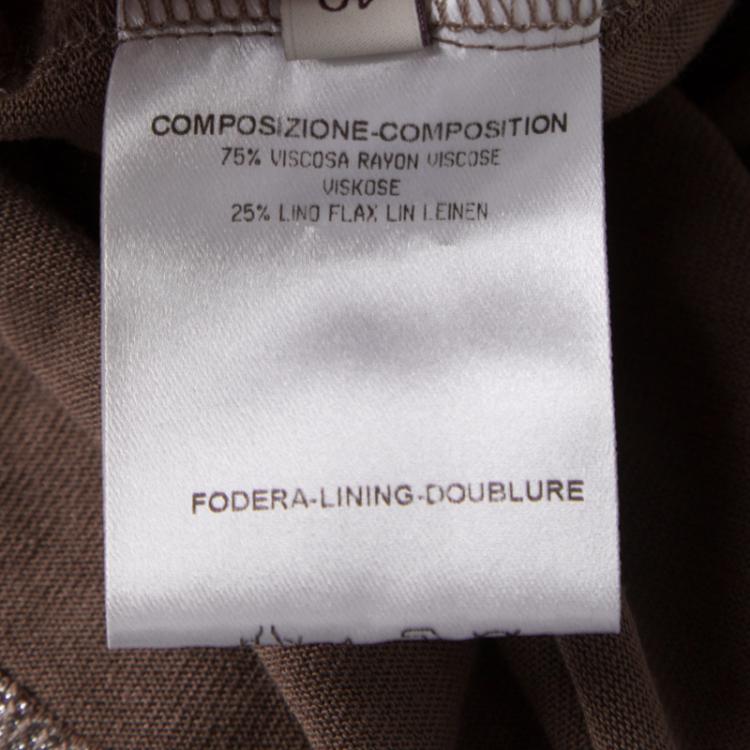 COMPOSIZIONE-COMPOSITION
75% VISCOSA RAYON VISCOSE
VISKOSE
25% LINO FLAX LIN LEINEN
FODERA-LINING-DOUBLURE